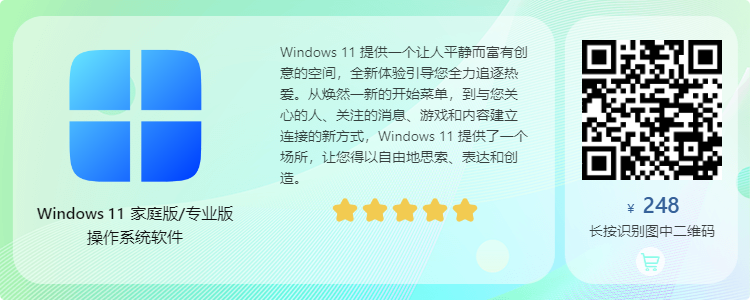 Windows 11 家庭版/专业版
操作系统软件
Windows 11 提供一个让人平静而富有创
意的空间，全新体验引导您全力追逐热
爱。从焕然一新的开始菜单，到与您关
心的人、关注的消息、游戏和内容建立
连接的新方式，Windows 11 提供了一个
场所，让您得以自由地思索、表达和创
造。
¥ 248
长按识别图中二维码